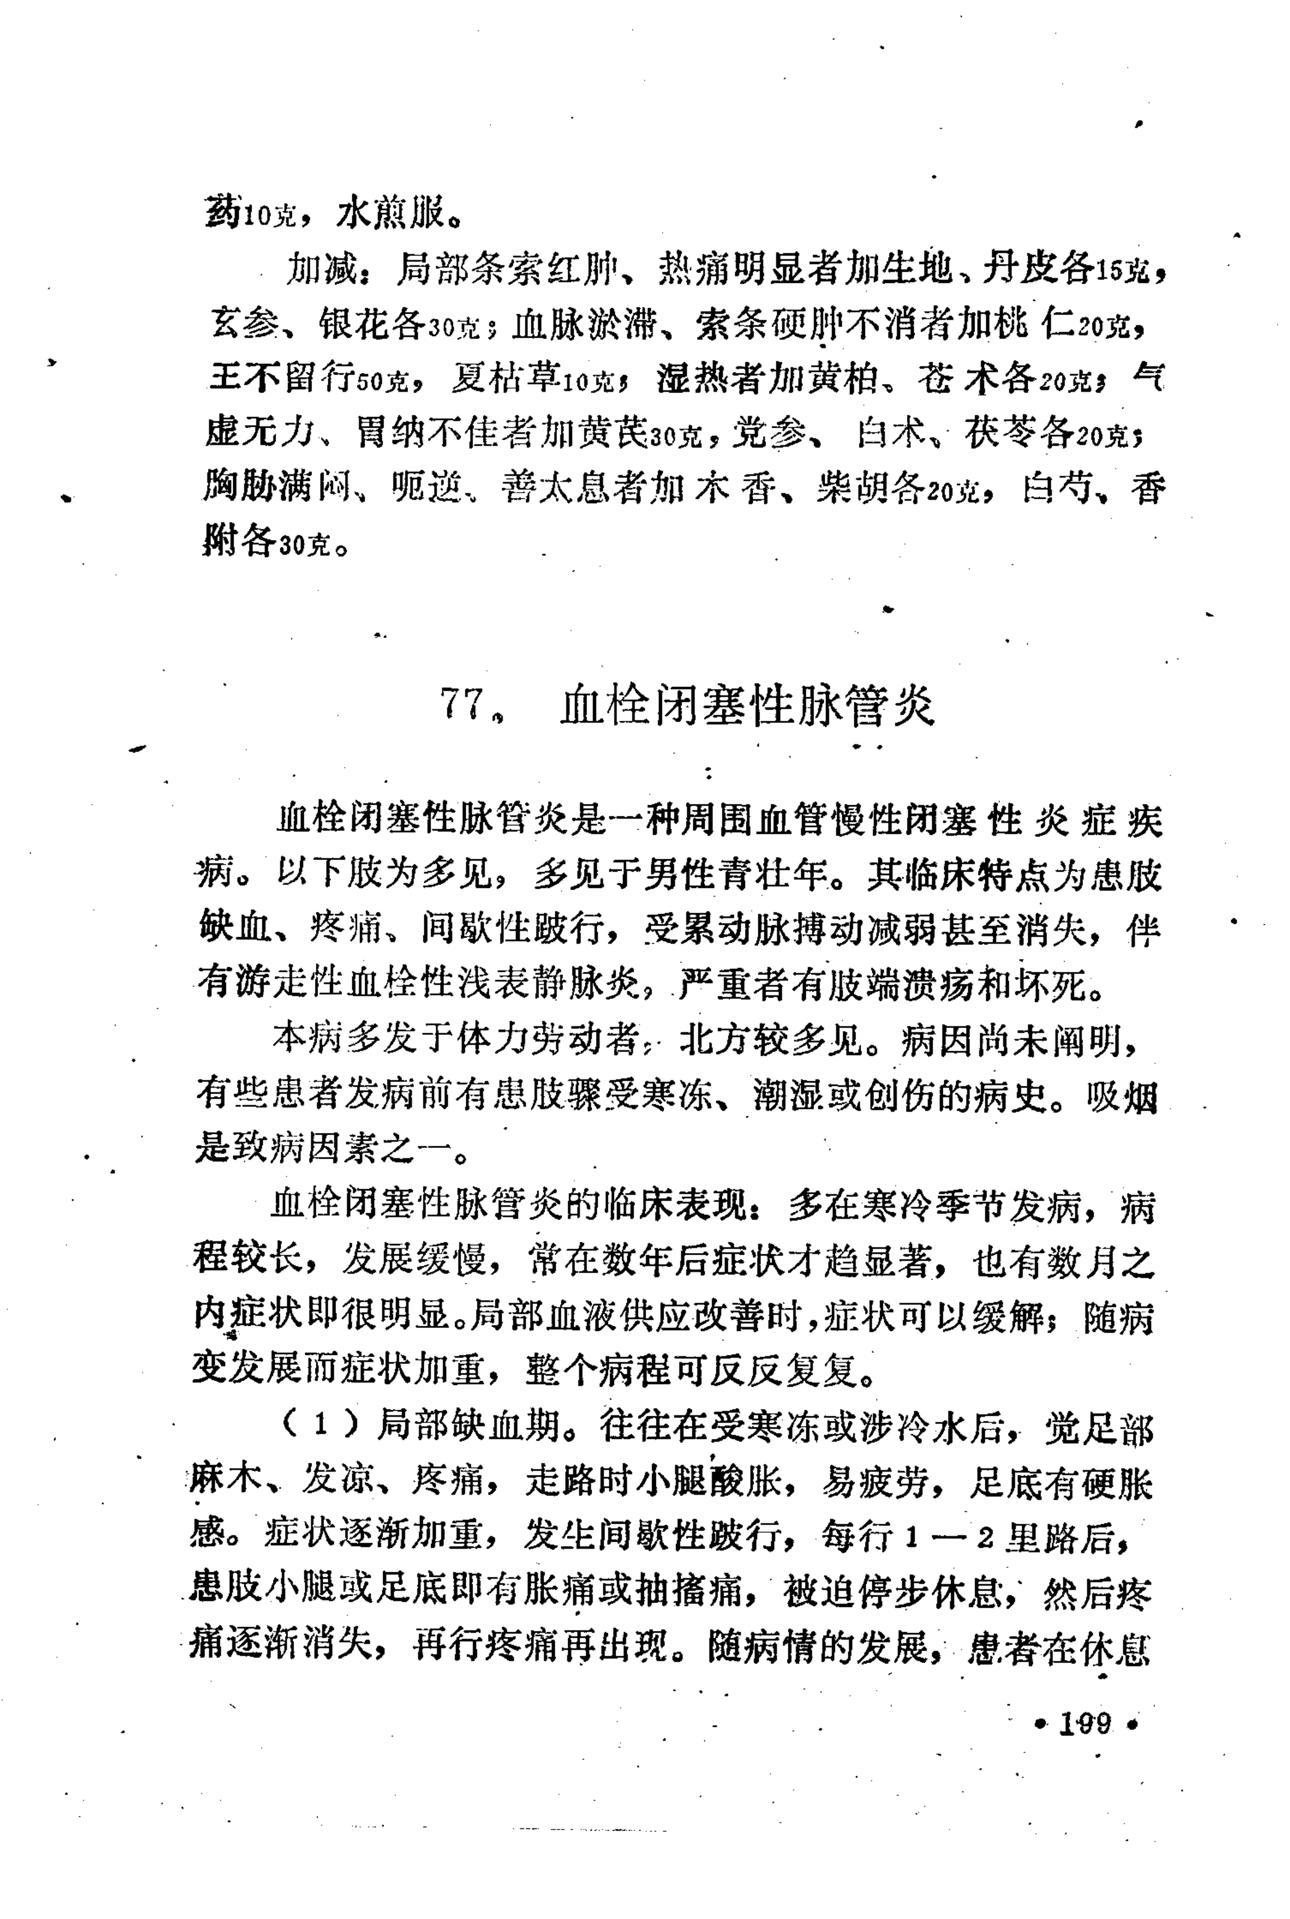 药10克，水煎服。
加减：局部条索红肿、热痛明显者加生地、丹皮各15克，
玄参、银花各30克；血脉淤滞、索条硬肿不消者加桃仁20克，
王不留行50克，夏枯草10克；湿热者加黄柏、苍术各20克；气
虚无力、胃纳不佳者加黄芪30克，党参、白术、茯苓各20克；
胸胁满闷、呃逆、善太息者加木香、柴胡各20克，白芍、香
附各30克。
77。 血栓闭塞性脉管炎
血栓闭塞性脉管炎是一种周围血管慢性闭塞性炎症疾
病。以下肢为多见，多见于男性青壮年。其临床特点为患肢
缺血、疼痛、间歇性跛行，受累动脉搏动减弱甚至消失，伴
有游走性血栓性浅表静脉炎，严重者有肢端溃疡和坏死。
本病多发于体力劳动者，北方较多见。病因尚未阐明，
有些患者发病前有患肢骤受寒冻、潮湿或创伤的病史。吸烟
是致病因素之一。
血栓闭塞性脉管炎的临床表现：多在寒冷季节发病，病
程较长，发展缓慢，常在数年后症状才趋显著，也有数月之
内症状即很明显。局部血液供应改善时，症状可以缓解；随病
变发展而症状加重，整个病程可反反复复。
（1）局部缺血期。往往在受寒冻或涉冷水后，觉足部
麻木、发凉、疼痛，走路时小腿酸胀，易疲劳，足底有硬胀
感。症状逐渐加重，发生间歇性跛行，每行1—2里路后，
患肢小腿或足底即有胀痛或抽搐痛，被迫停步休息，然后疼
痛逐渐消失，再行疼痛再出现。随病情的发展，患者在休息
• 199 •